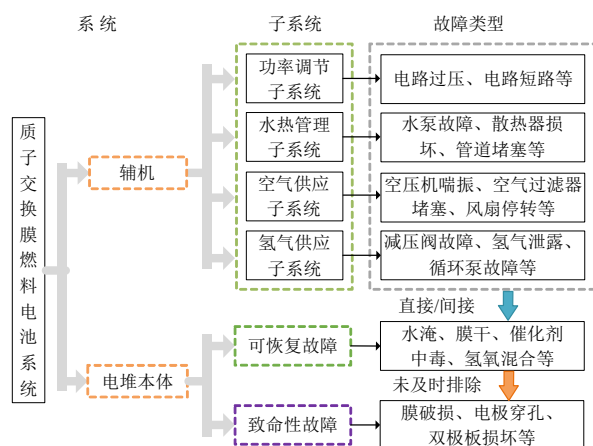 系 统
子系统
故障类型
质子交换膜燃料电池系统
辅机
功率调节
子系统
电路过压、电路短路等
水热管理
子系统
水泵故障、散热器损
坏、管道堵塞等
空气供应
子系统
空压机喘振、空气过滤器
堵塞、风扇停转等
氢气供应
子系统
减压阀故障、氢气泄露、
循环泵故障等
直接/间接
电堆本体
可恢复故障
水淹、膜干、催化剂
中毒、氢氧混合等
未及时排除
致命性故障
膜破损、电极穿孔、
双极板损坏等